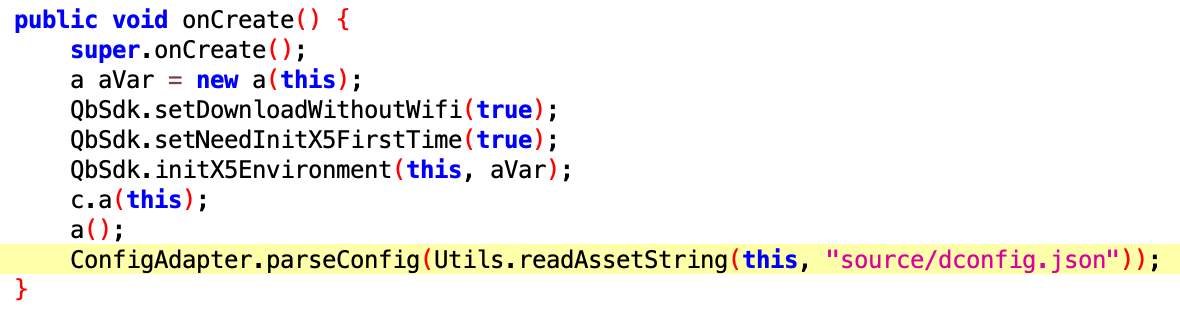 public void onCreate() {
    super.onCreate();
    a aVar = new a(this);
    QbSdk.setDownloadWithoutWifi(true);
    QbSdk.setNeedInitX5FirstTime(true);
    QbSdk.initX5Environment(this, aVar);
    c.a(this);
    a();
    ConfigAdapter.parseConfig(Utils.readAssetString(this, "source/dconfig.json"));
}